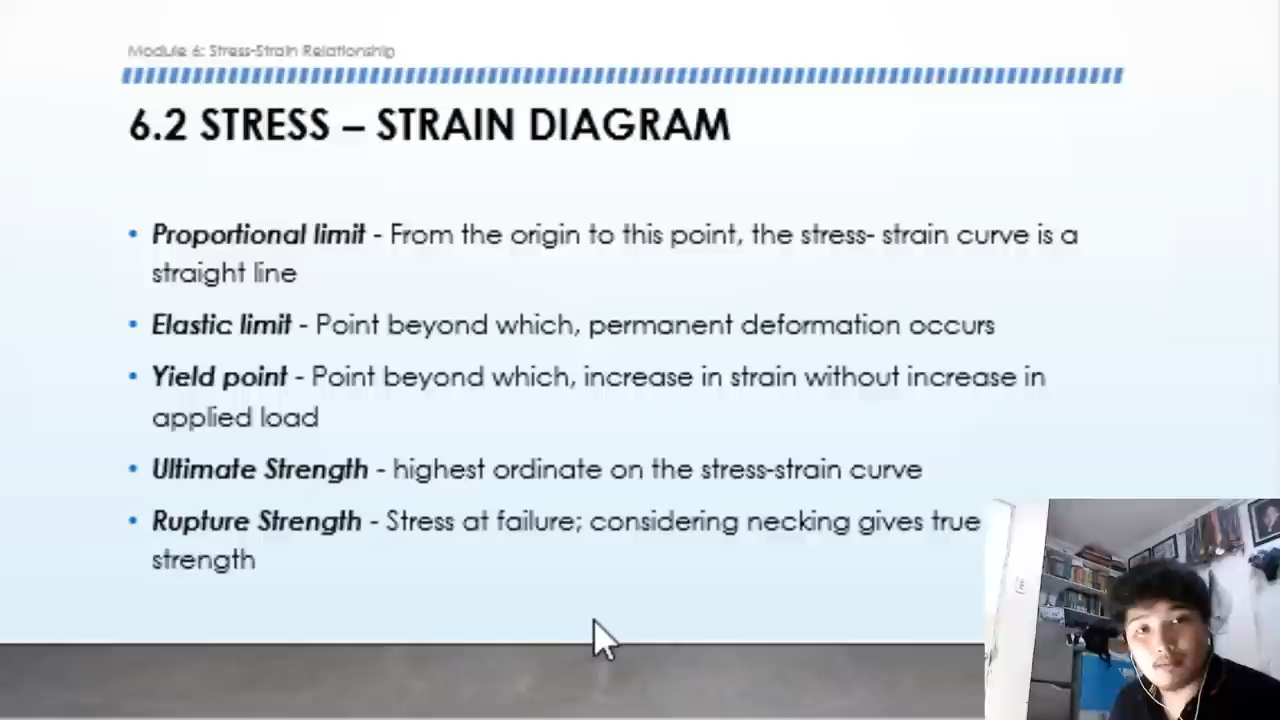 Module 6: Stress-Strain Relationship
6.2 STRESS – STRAIN DIAGRAM
• Proportional limit - From the origin to this point, the stress- strain curve is a
straight line
• Elastic limit - Point beyond which, permanent deformation occurs
• Yield point - Point beyond which, increase in strain without increase in
applied load
• Ultimate Strength - highest ordinate on the stress-strain curve
• Rupture Strength - Stress at failure; considering necking gives true
strength